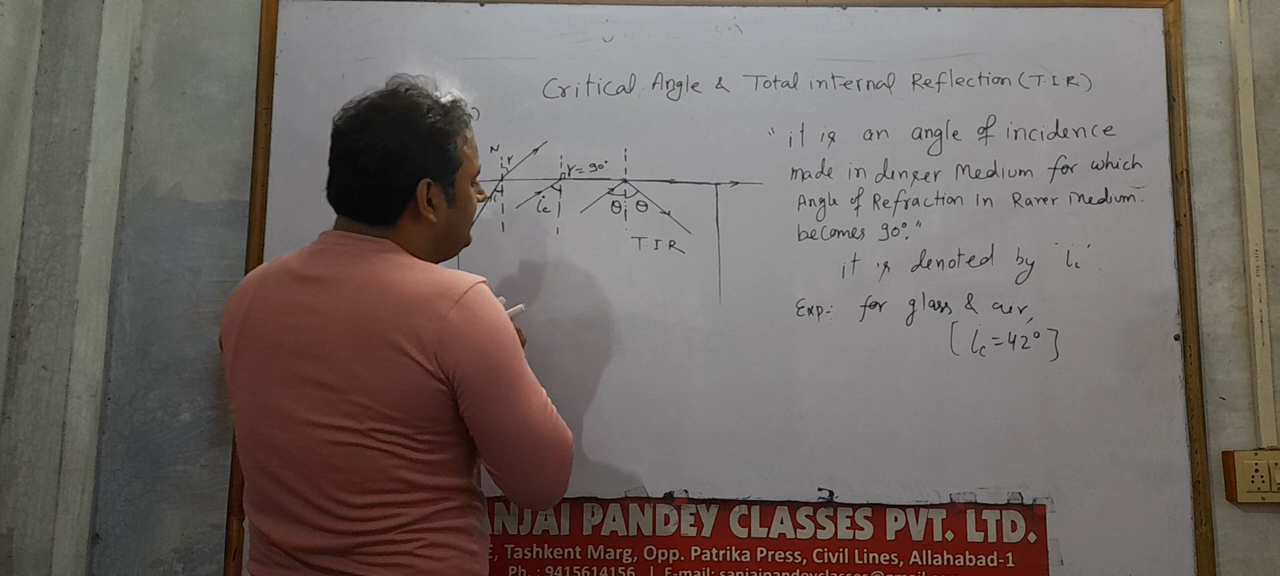 Critical Angle & Total internal Reflection (T.I.R)
"it is an angle of incidence
made in denser Medium for which
Angle of Refraction in Rarer Medium.
becomes 90°."
it is denoted by 'ic'.
Exp:- for glass & air,
[ic = 42°]
N
r
i
r = 90°
ic
θ θ
T I R
NJAI PANDEY CLASSES PVT. LTD.
E, Tashkent Marg, Opp. Patrika Press, Civil Lines, Allahabad-1
Ph. : 9415614156 | E-mail: sanjaipandeyclasses@gmail